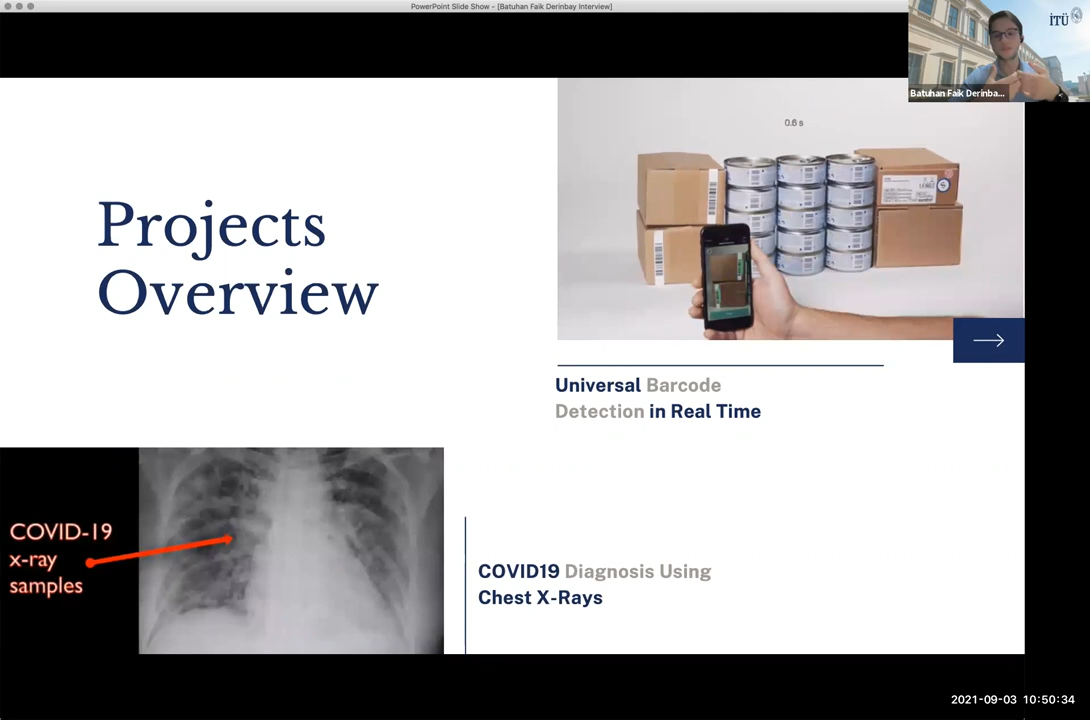 PowerPoint Slide Show - [Batuhan Faik Derinbay Interview]
İTÜ
Batuhan Faik Derinba...
0.6 s
Projects
Overview
Universal Barcode
Detection in Real Time
COVID-19
x-ray
samples
COVID19 Diagnosis Using
Chest X-Rays
2021-09-03 10:50:34